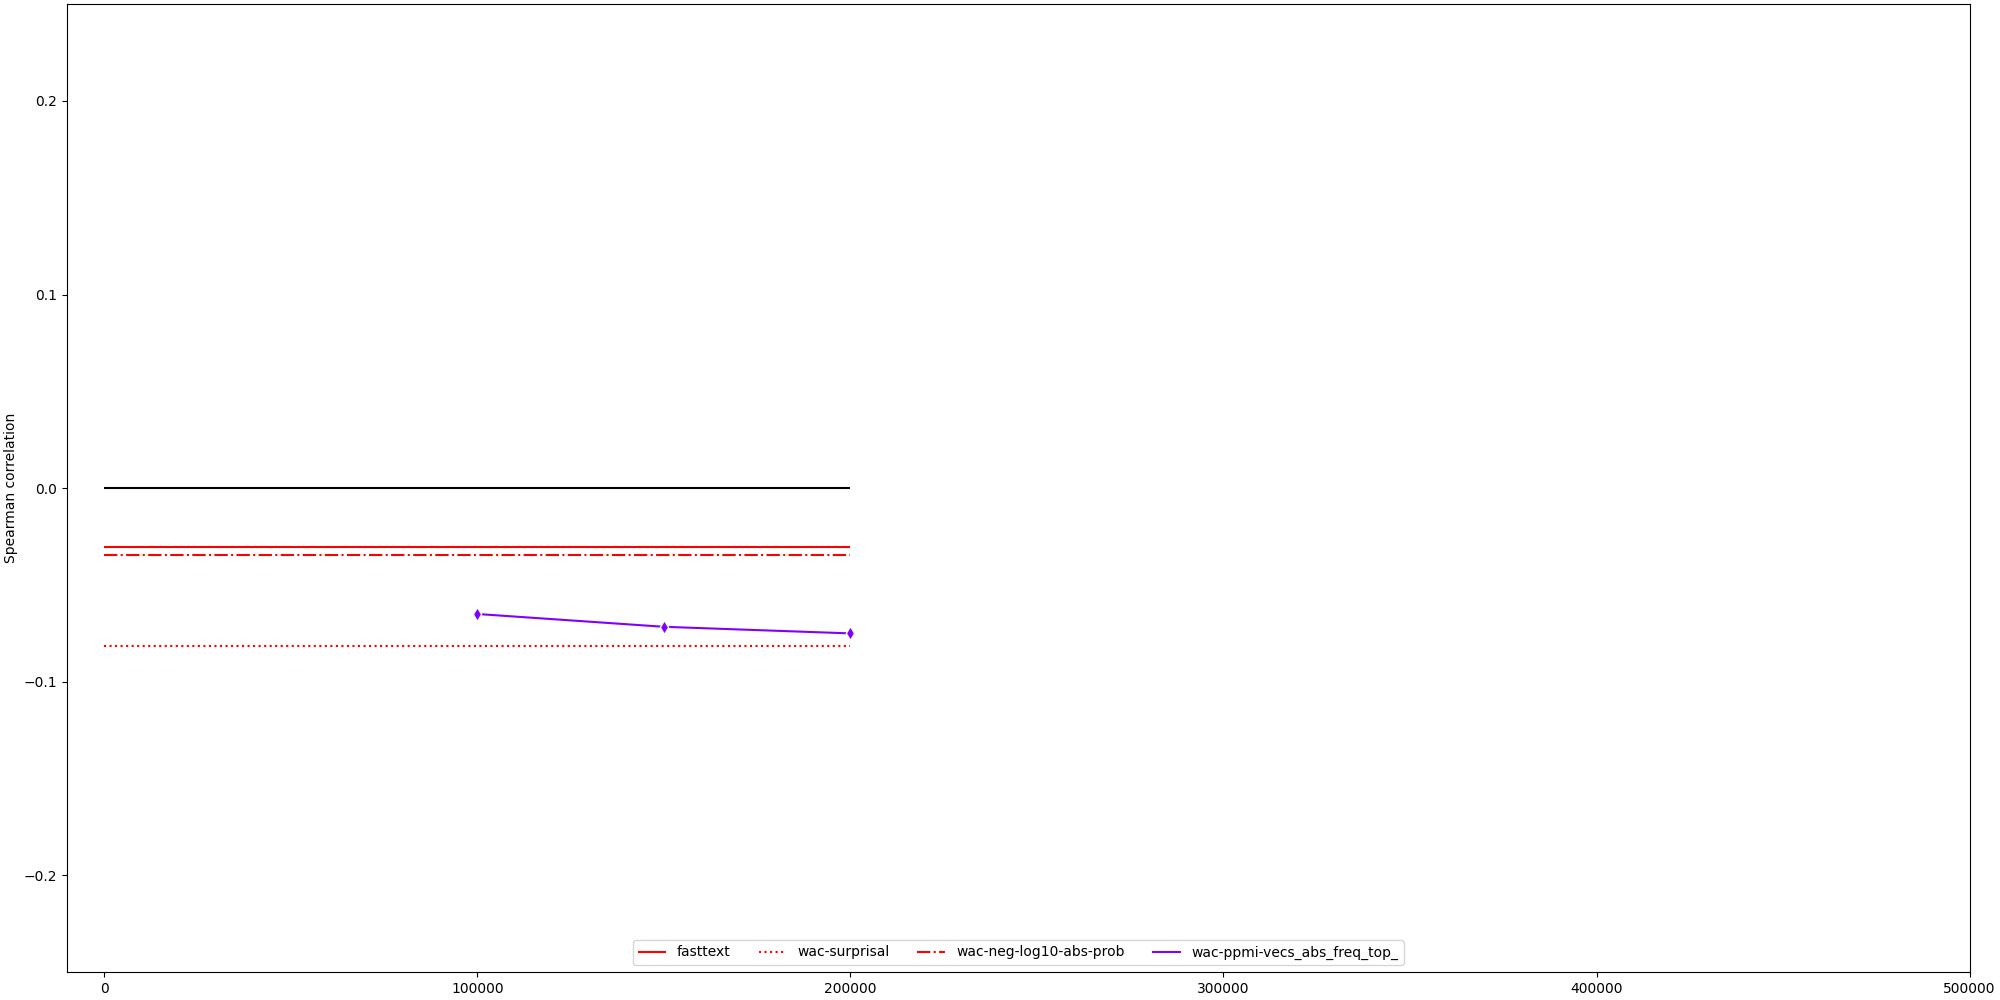 0.2
0.1
0.0
−0.1
−0.2
Spearman correlation
fasttext wac-surprisal wac-neg-log10-abs-prob wac-ppmi-vecs_abs_freq_top_
0 100000 200000 300000 400000 500000